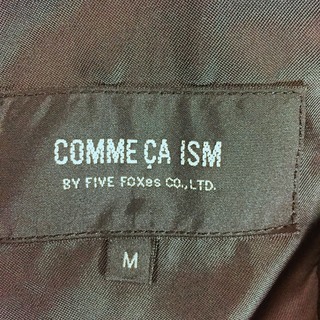 COMME ÇA ISM
BY FIVE FOXes CO.,LTD.
M